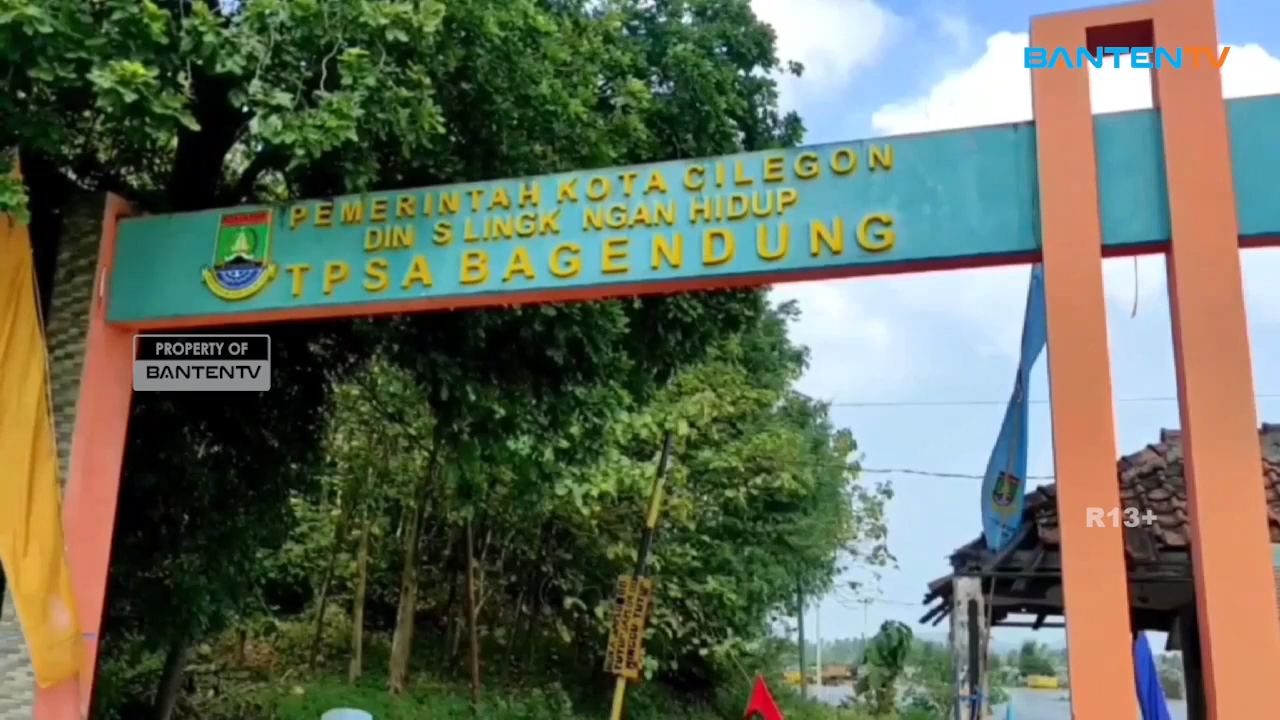 BANTENTV
PEMERINTAH KOTA CILEGON
DIN S LINGK NGAN HIDUP
TPSA BAGENDUNG
PROPERTY OF
BANTENTV
R13+